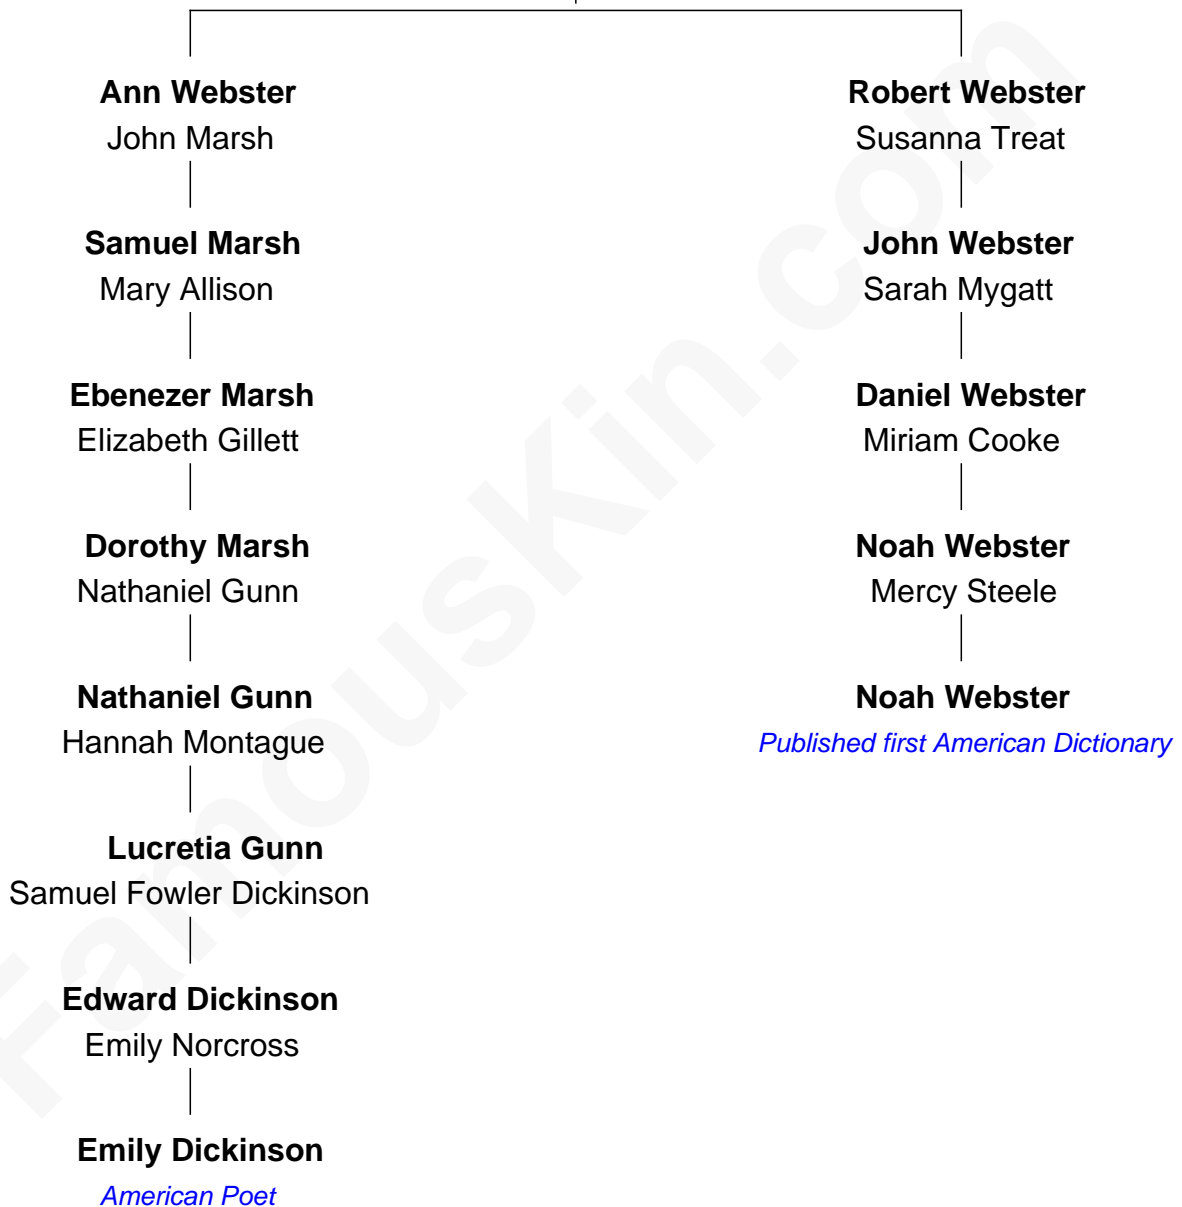 Ann Webster
John Marsh
Samuel Marsh
Mary Allison
Ebenezer Marsh
Elizabeth Gillett
Dorothy Marsh
Nathaniel Gunn
Nathaniel Gunn
Hannah Montague
Lucretia Gunn
Samuel Fowler Dickinson
Edward Dickinson
Emily Norcross
Emily Dickinson
American Poet
Robert Webster
Susanna Treat
John Webster
Sarah Mygatt
Daniel Webster
Miriam Cooke
Noah Webster
Mercy Steele
Noah Webster
Published first American Dictionary
FamousKin.com